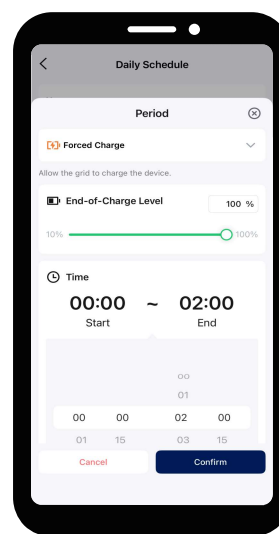 Daily Schedule
Period
Forced Charge
Allow the grid to charge the device.
End-of-Charge Level
100 %
10% 100%
Time
00:00 ~ 02:00
Start End
00
01
00 00 02 00
01 15 03 15
Cancel Confirm